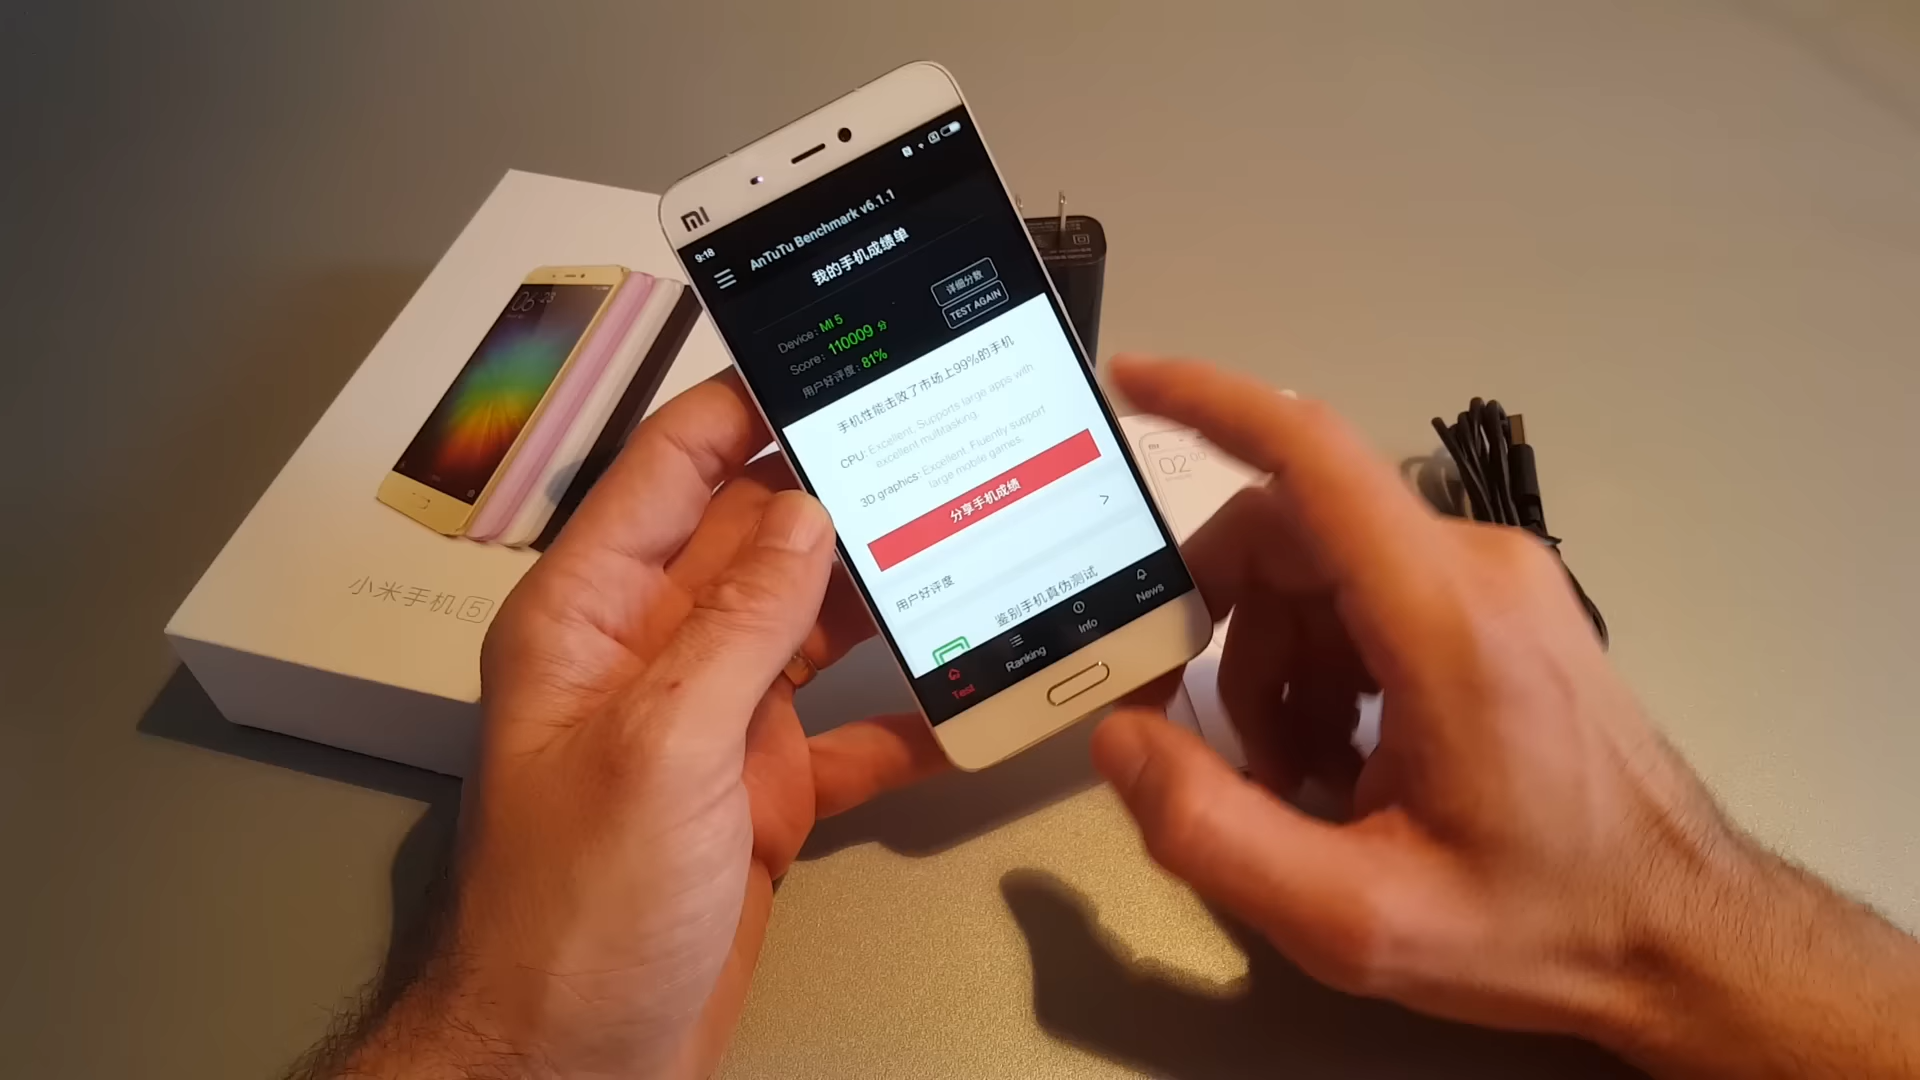 mi
9:18
AnTuTu Benchmark v6.1.1
我的手机成绩单
Device: MI 5
Score: 110009 分
用户好评度: 81%
详细分数
TEST AGAIN
手机性能击败了市场上99%的手机
CPU: Excellent. Supports large apps with
excellent multitasking.
3D graphics: Excellent. Fluently support
large mobile games.
分享手机成绩
用户好评度
>
鉴别手机真伪测试
Test
Ranking
Info
News
小米手机5
02